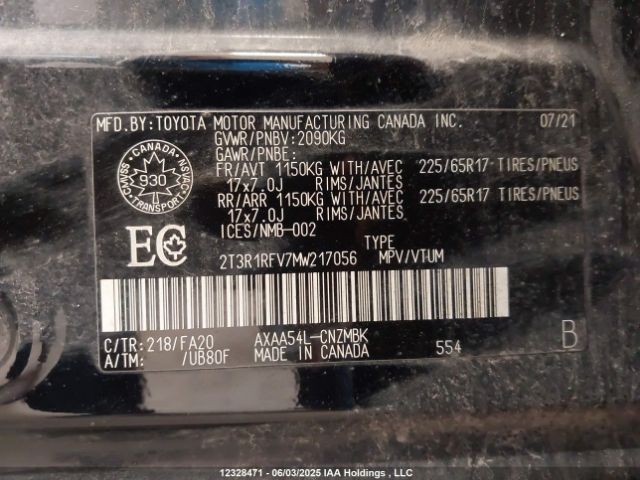 MFD.BY:TOYOTA MOTOR MANUFACTURING CANADA INC. 07/21
GVWR/PNBV:2090KG
GAWR/PNBE:
FR/AVT 1150KG WITH/AVEC 225/65R17 TIRES/PNEUS
17x7.0J RIMS/JANTES
RR/ARR 1150KG WITH/AVEC 225/65R17 TIRES/PNEUS
17x7.0J RIMS/JANTES
ICES/NMB-002
CANADA
930
TRANSPORT
CMVSS
NSVAC
EC
TYPE
2T3R1RFV7MW217056 MPV/VTUM
C/TR:218/FA20 AXAA54L-CNZMBK
A/TM: /UB80F MADE IN CANADA 554 B
12328471 - 06/03/2025 IAA Holdings , LLC